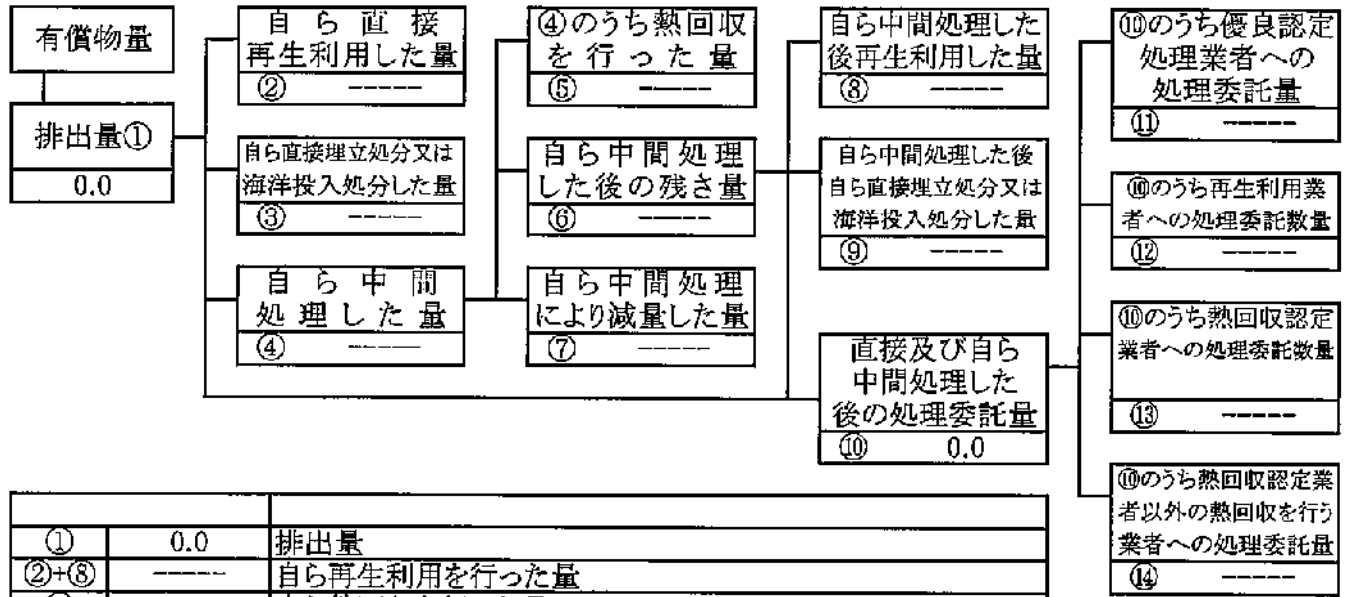 有償物量
排出量①
0.0
自ら直接
再生利用した量
② -----
自ら直接埋立処分又は
海洋投入処分した量
③ -----
自ら中間
処理した量
④ -----
④のうち熱回収
を行った量
⑤ -----
自ら中間処理
した後の残さ量
⑥ -----
自ら中間処理
により減量した量
⑦ -----
自ら中間処理した
後再生利用した量
⑧ -----
自ら中間処理した後
自ら直接埋立処分又は
海洋投入処分した量
⑨ -----
直接及び自ら
中間処理した
後の処理委託量
⑩ 0.0
⑩のうち優良認定
処理業者への
処理委託量
⑪ -----
⑩のうち再生利用業
者への処理委託数量
⑫ -----
⑩のうち熱回収認定
業者への処理委託数量
⑬ -----
⑩のうち熱回収認定業
者以外の熱回収を行う
業者への処理委託量
⑭ -----
① 0.0 排出量
②+⑧ ----- 自ら再生利用を行った量